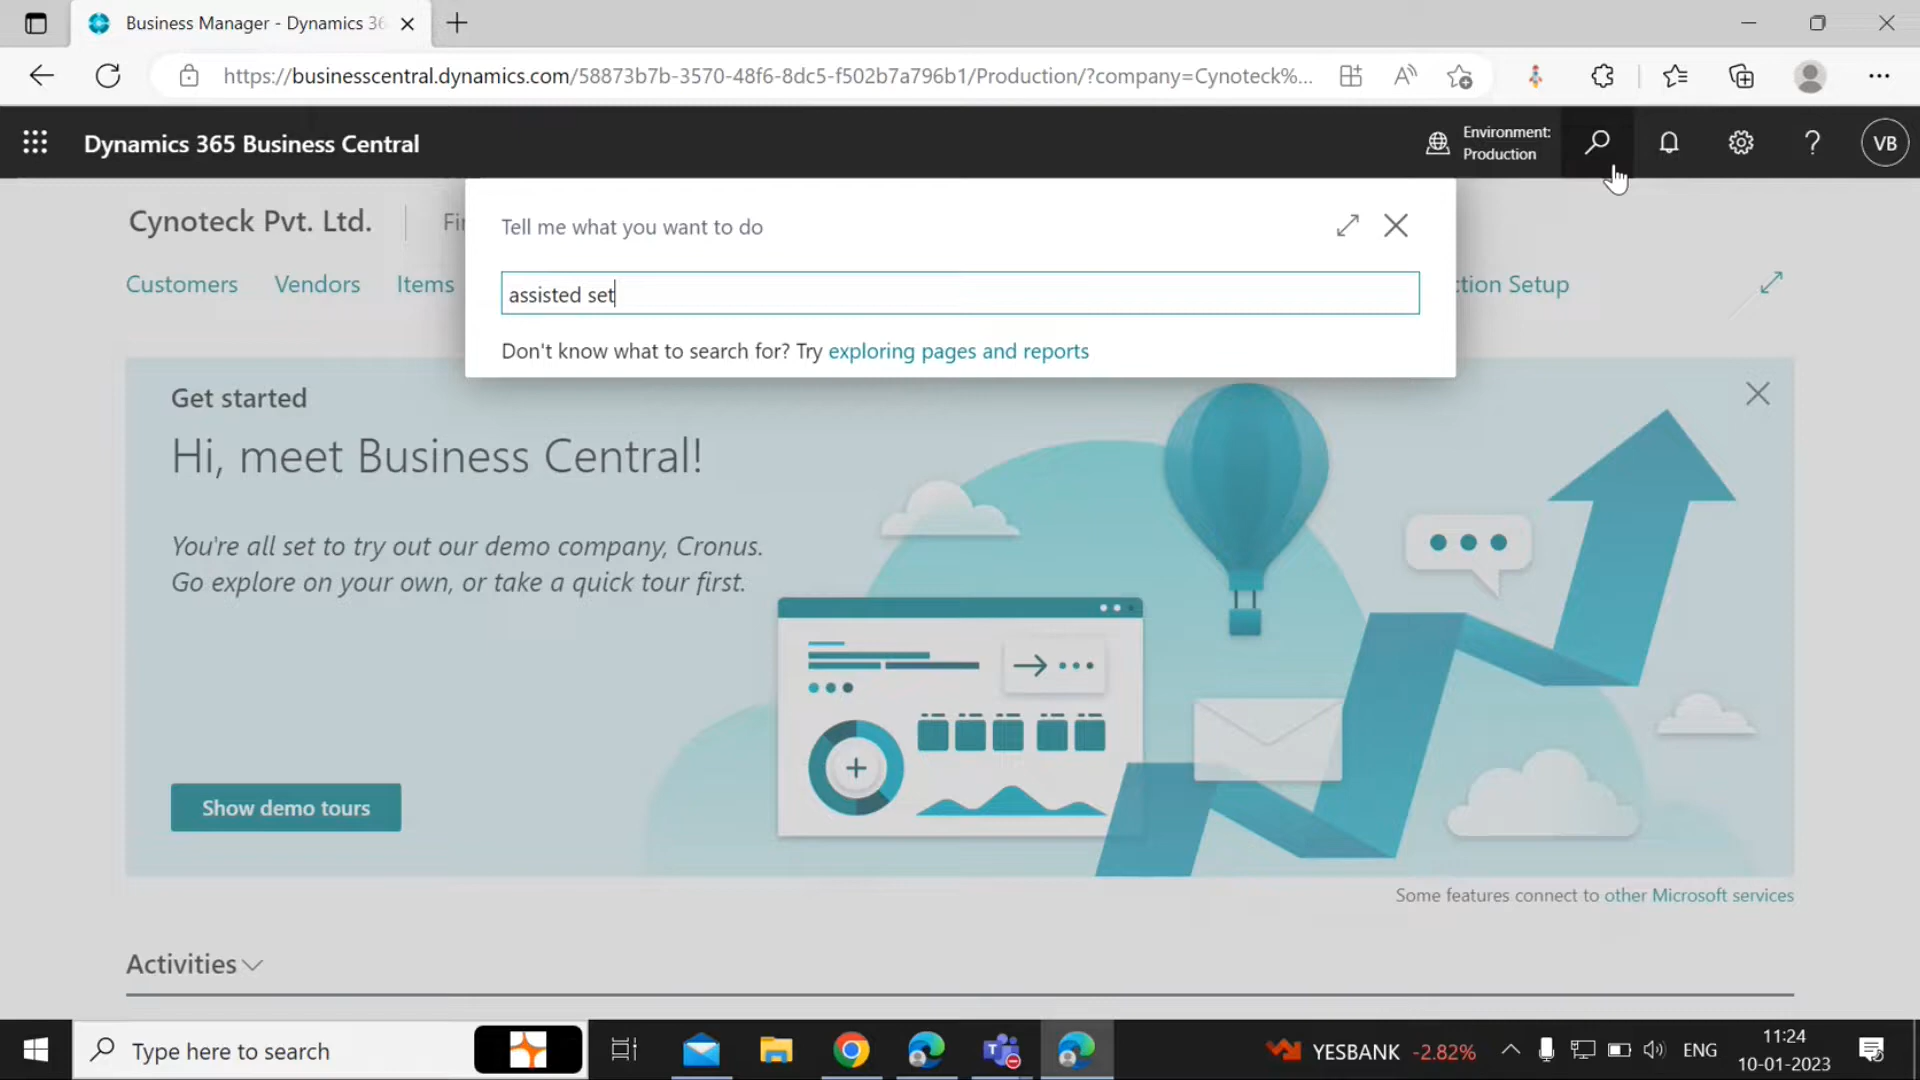 Business Manager - Dynamics 36
https://businesscentral.dynamics.com/58873b7b-3570-48f6-8dc5-f502b7a796b1/Production/?company=Cynoteck%...
Dynamics 365 Business Central
Environment:
Production
VB
Cynoteck Pvt. Ltd.
Tell me what you want to do
Customers
Vendors
Items
assisted set
ction Setup
Don't know what to search for? Try exploring pages and reports
Get started
Hi, meet Business Central!
You're all set to try out our demo company, Cronus.
Go explore on your own, or take a quick tour first.
Show demo tours
Some features connect to other Microsoft services
Activities
Type here to search
YESBANK -2.82%
ENG
11:24
10-01-2023